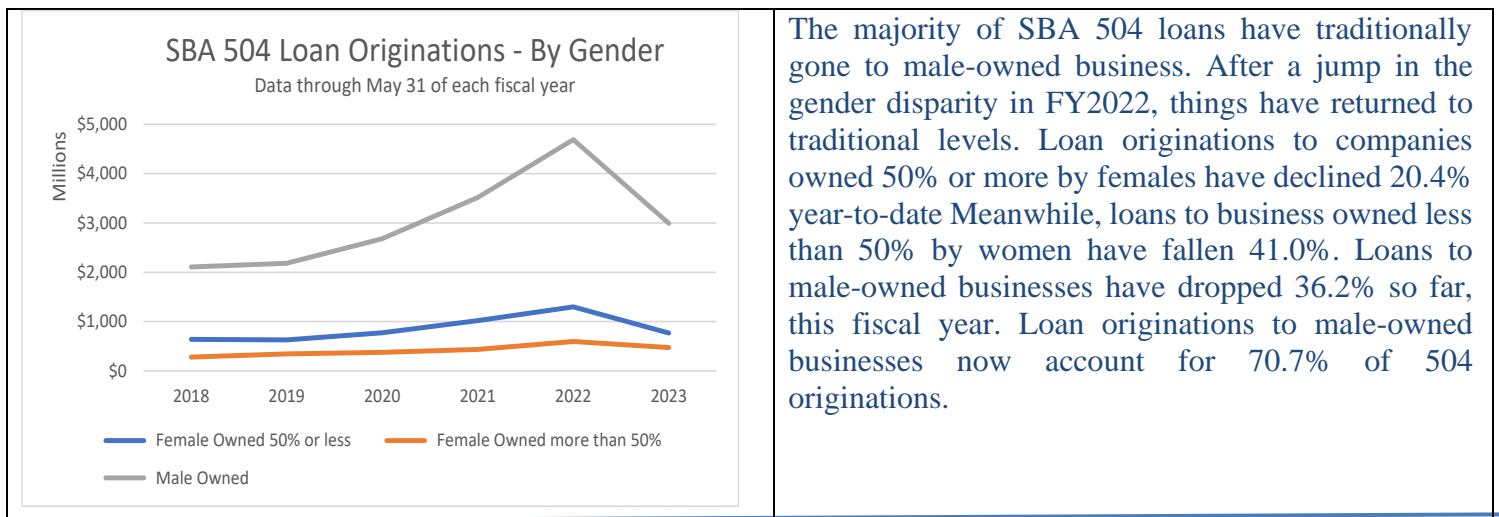 SBA 504 Loan Originations - By Gender
Data through May 31 of each fiscal year
Millions
$5,000
$4,000
$3,000
$2,000
$1,000
$0
2018 2019 2020 2021 2022 2023
Female Owned 50% or less Female Owned more than 50%
Male Owned
The majority of SBA 504 loans have traditionally
gone to male-owned business. After a jump in the
gender disparity in FY2022, things have returned to
traditional levels. Loan originations to companies
owned 50% or more by females have declined 20.4%
year-to-date Meanwhile, loans to business owned less
than 50% by women have fallen 41.0%. Loans to
male-owned businesses have dropped 36.2% so far,
this fiscal year. Loan originations to male-owned
businesses now account for 70.7% of 504
originations.